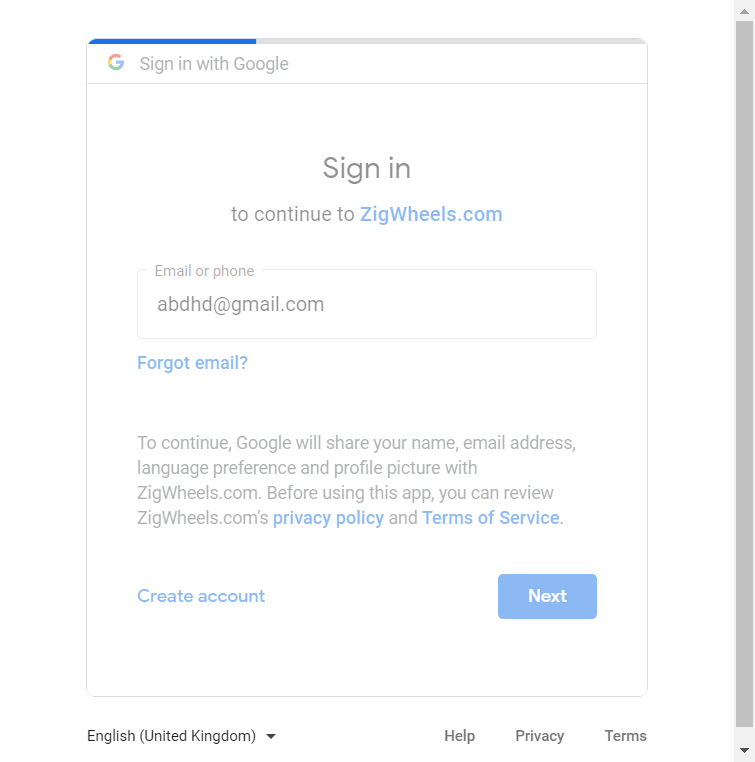 Sign in with Google
Sign in
to continue to ZigWheels.com
Email or phone
abdhd@gmail.com
Forgot email?
To continue, Google will share your name, email address,
language preference and profile picture with
ZigWheels.com. Before using this app, you can review
ZigWheels.com’s privacy policy and Terms of Service.
Create account
Next
English (United Kingdom)
Help
Privacy
Terms